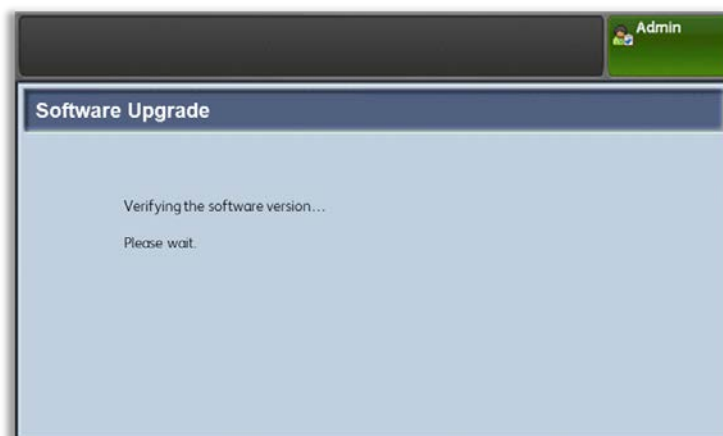 Admin
Software Upgrade
Verifying the software version...
Please wait.